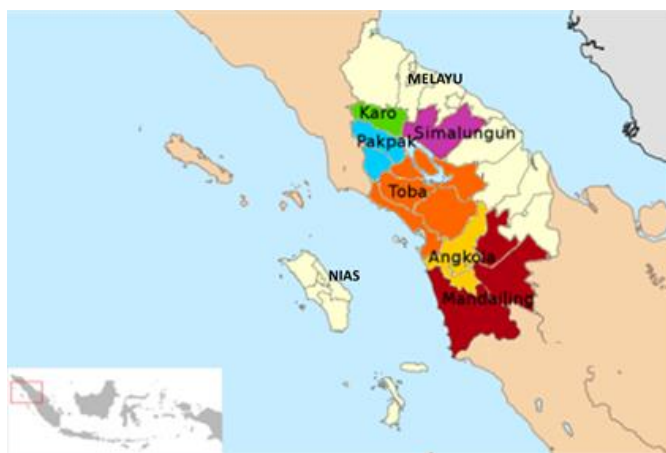 MELAYU
Karo
Simalungun
Pakpak
Toba
Angkola
NIAS
Mandailing